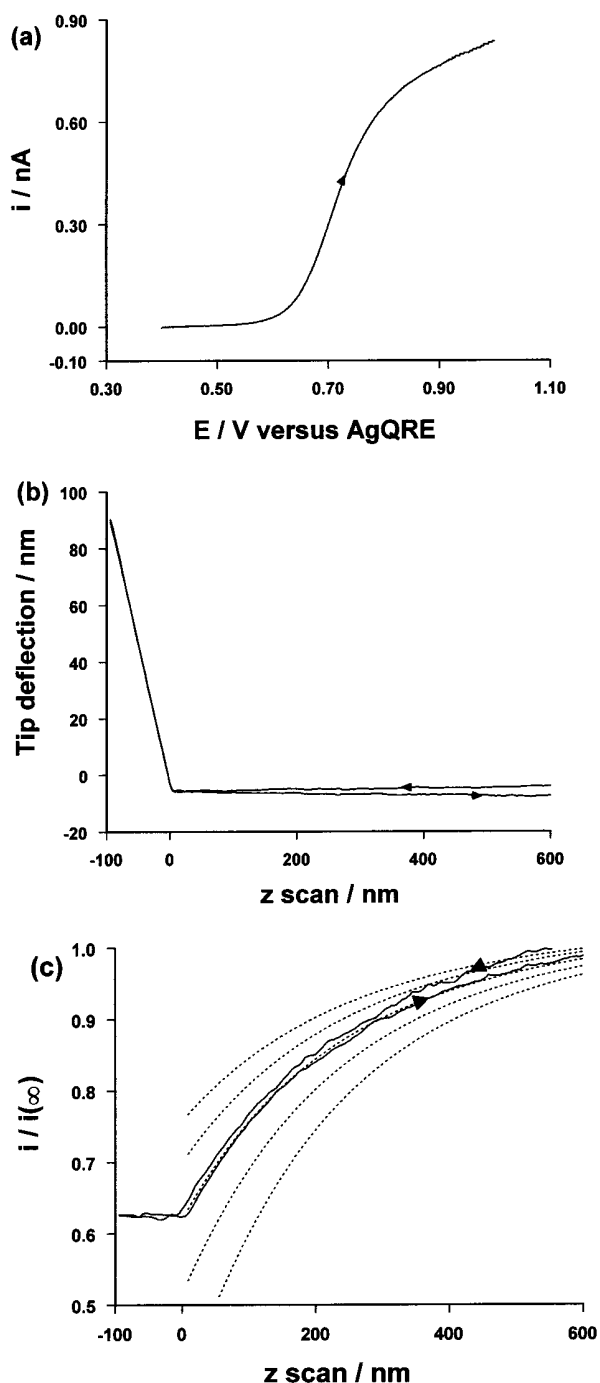 (a)
0.90
0.60
0.30
0.00
-0.10
i / nA
0.30 0.50 0.70 0.90 1.10
E / V versus AgQRE
(b)
100
80
60
40
20
0
-20
Tip deflection / nm
-100 0 200 400 600
z scan / nm
(c)
1.0
0.9
0.8
0.7
0.6
0.5
i / i(∞)
-100 0 200 400 600
z scan / nm